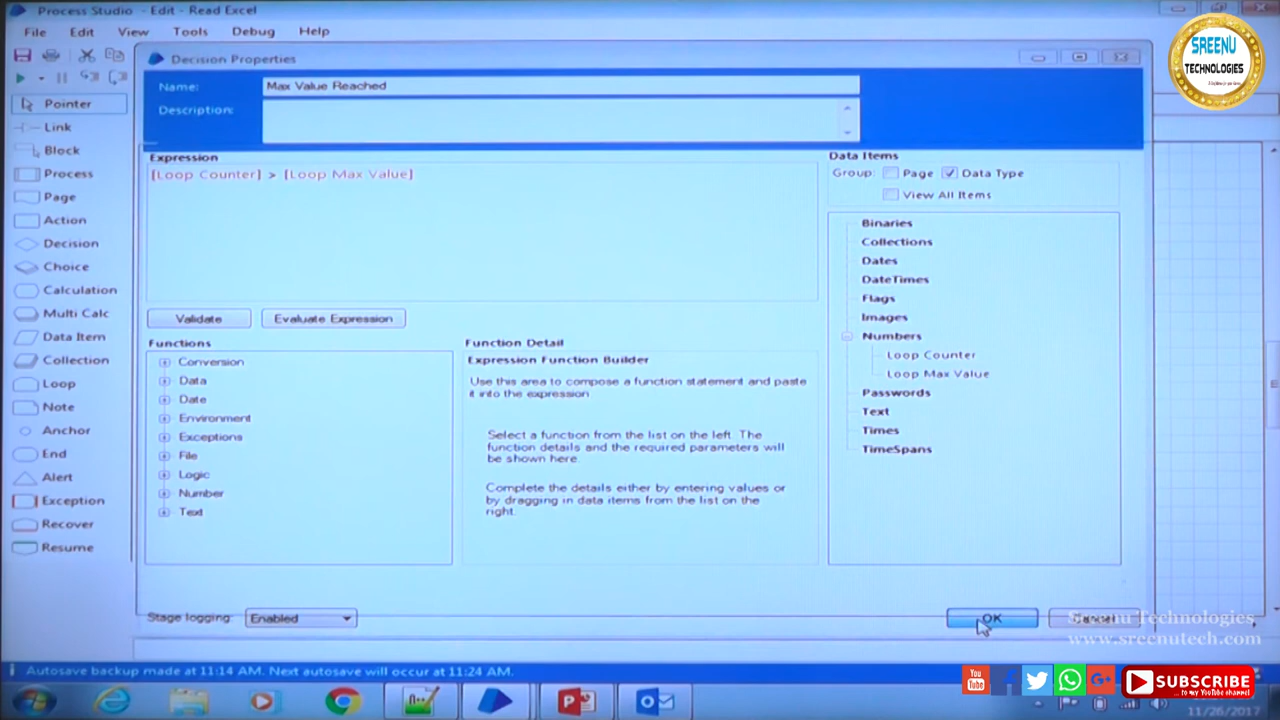 Process Studio - Edit - Read Excel
File Edit View Tools Debug Help
SREENU
TECHNOLOGIES
Decision Properties
Name: Max Value Reached
Description:
Pointer
Link
Block
Process
Page
Action
Decision
Choice
Calculation
Multi Calc
Data Item
Collection
Loop
Note
Anchor
End
Alert
Exception
Recover
Resume
Expression
[Loop Counter] > [Loop Max Value]
Data Items
Group: Page Data Type
View All Items
Binaries
Collections
Dates
DateTimes
Flags
Images
Numbers
Loop Counter
Loop Max Value
Passwords
Text
Times
TimeSpans
Validate Evaluate Expression
Functions
Conversion
Data
Date
Environment
Exceptions
File
Logic
Number
Text
Function Detail
Expression Function Builder
Use this area to compose a function statement and paste
it into the expression
Select a function from the list on the left. The
function details and the required parameters will
be shown here.
Complete the details either by entering values or
by dragging in data items from the list on the
right.
Stage logging: Enabled
OK Cancel
Sreenu Technologies
www.sreenutech.com
Autosave backup made at 11:14 AM. Next autosave will occur at 11:24 AM.
You
Tube
G+
SUBSCRIBE
... to my YouTube channel
11/26/2017